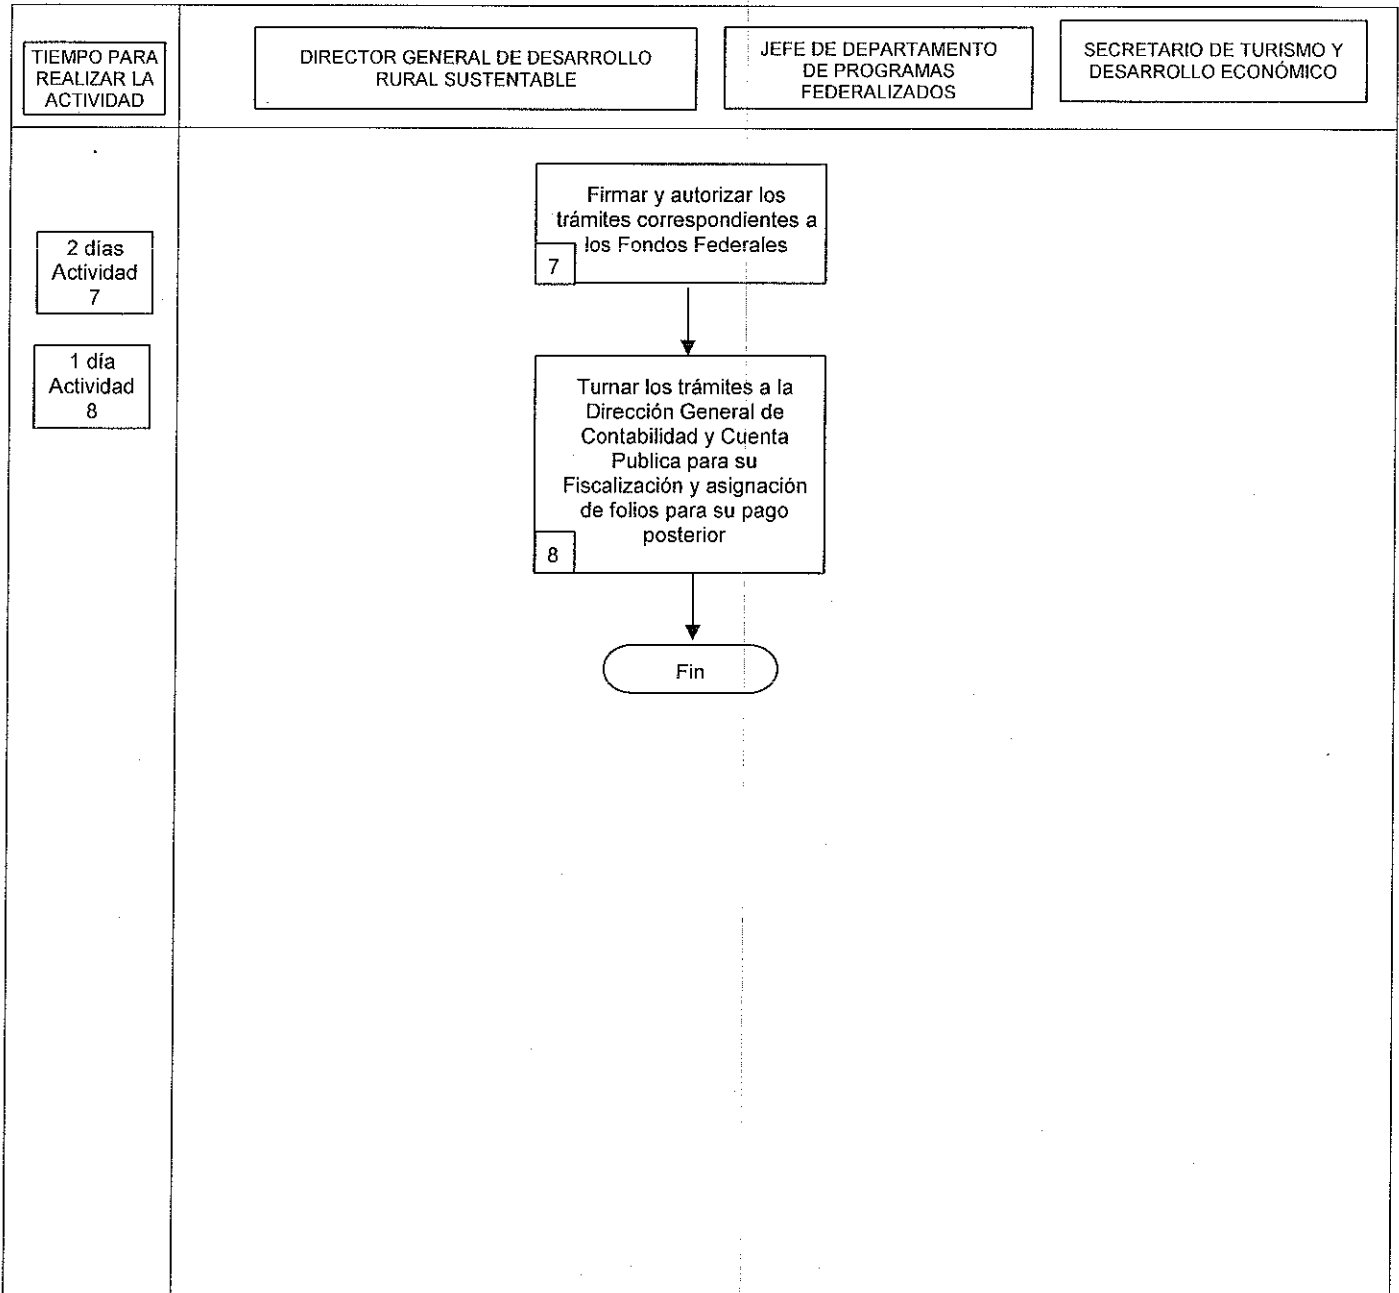 TIEMPO PARA
REALIZAR LA
ACTIVIDAD
DIRECTOR GENERAL DE DESARROLLO
RURAL SUSTENTABLE
JEFE DE DEPARTAMENTO
DE PROGRAMAS
FEDERALIZADOS
SECRETARIO DE TURISMO Y
DESARROLLO ECONÓMICO
2 días
Actividad
7
Firmar y autorizar los
trámites correspondientes a
los Fondos Federales
7
1 día
Actividad
8
Turnar los trámites a la
Dirección General de
Contabilidad y Cuenta
Publica para su
Fiscalización y asignación
de folios para su pago
posterior
8
Fin